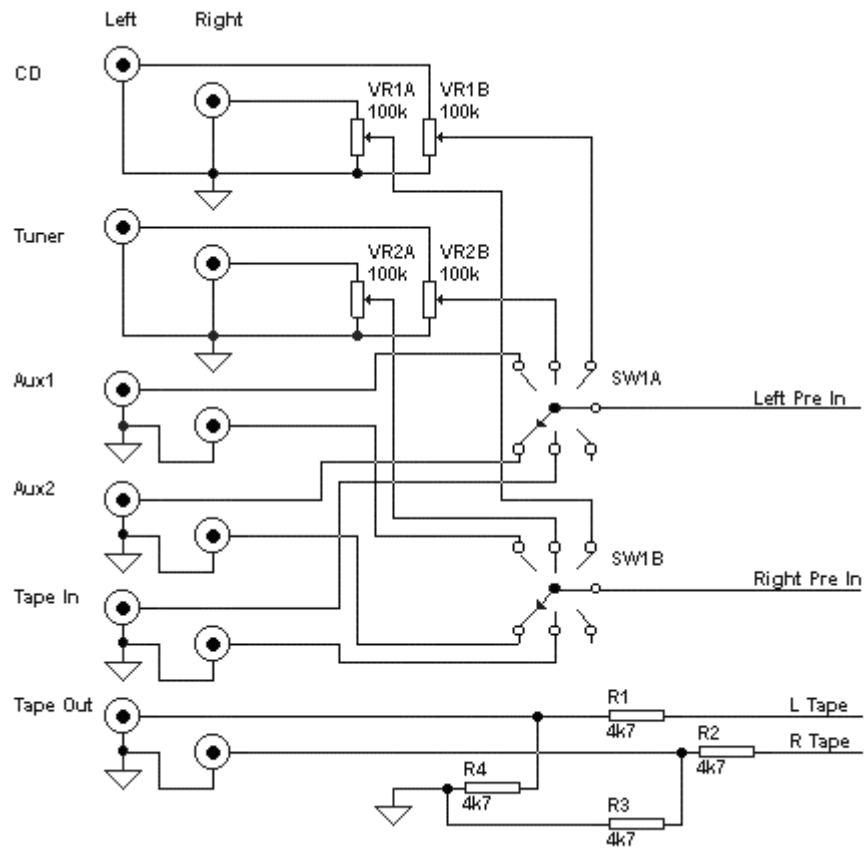 Left Right
CD
VR1A VR1B
100k 100k
Tuner
VR2A VR2B
100k 100k
Aux1
SW1A
Left Pre In
Aux2
SW1B
Right Pre In
Tape In
Tape Out
R1
4k7
L Tape
R2
4k7
R Tape
R4
4k7
R3
4k7